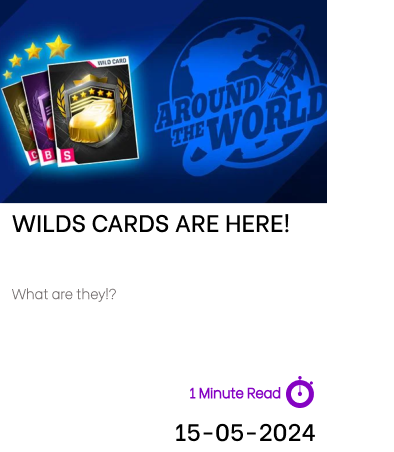 WILD CARD
AROUND
THE WORLD
C B S
WILDS CARDS ARE HERE!
What are they!?
1 Minute Read
15-05-2024